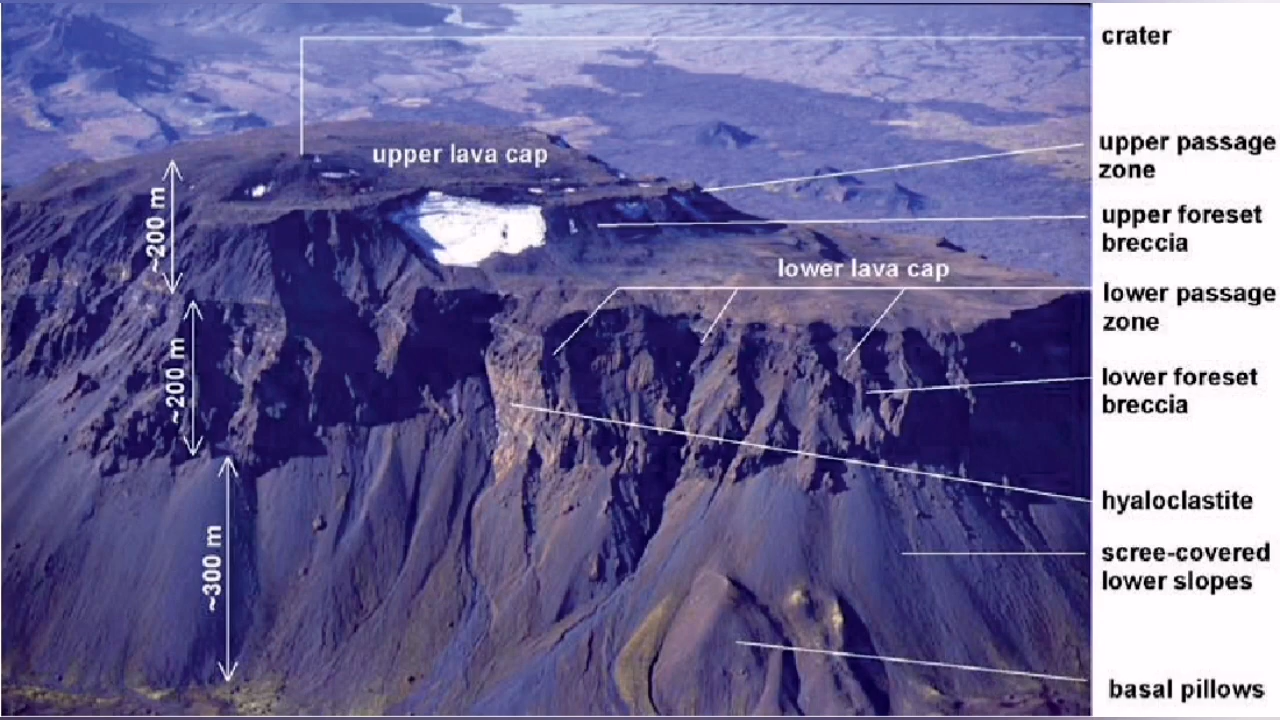 crater
upper lava cap
upper passage
zone
~200 m
upper foreset
breccia
lower lava cap
lower passage
zone
~200 m
lower foreset
breccia
hyaloclastite
scree-covered
lower slopes
~300 m
basal pillows